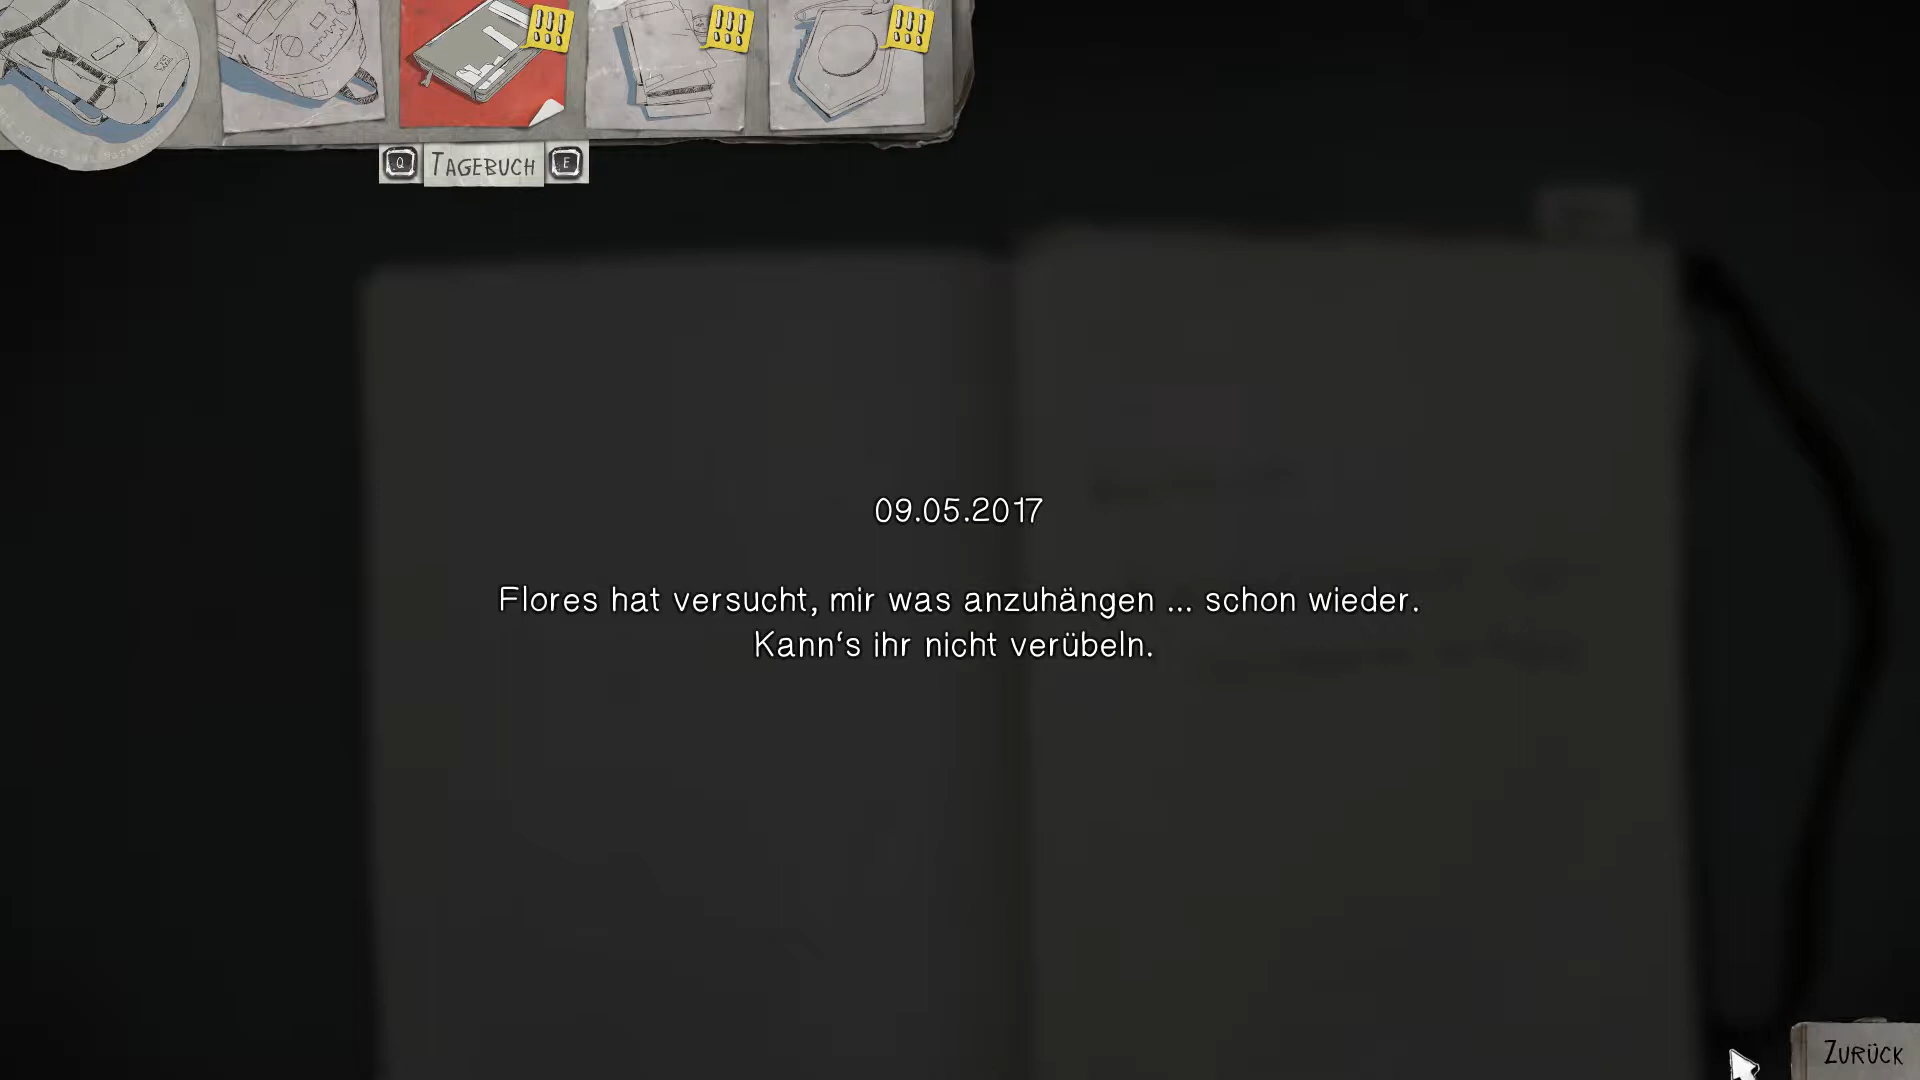 Q TAGEBUCH E
09.05.2017
Flores hat versucht, mir was anzuhängen ... schon wieder.
Kann‘s ihr nicht verübeln.
ZURÜCK